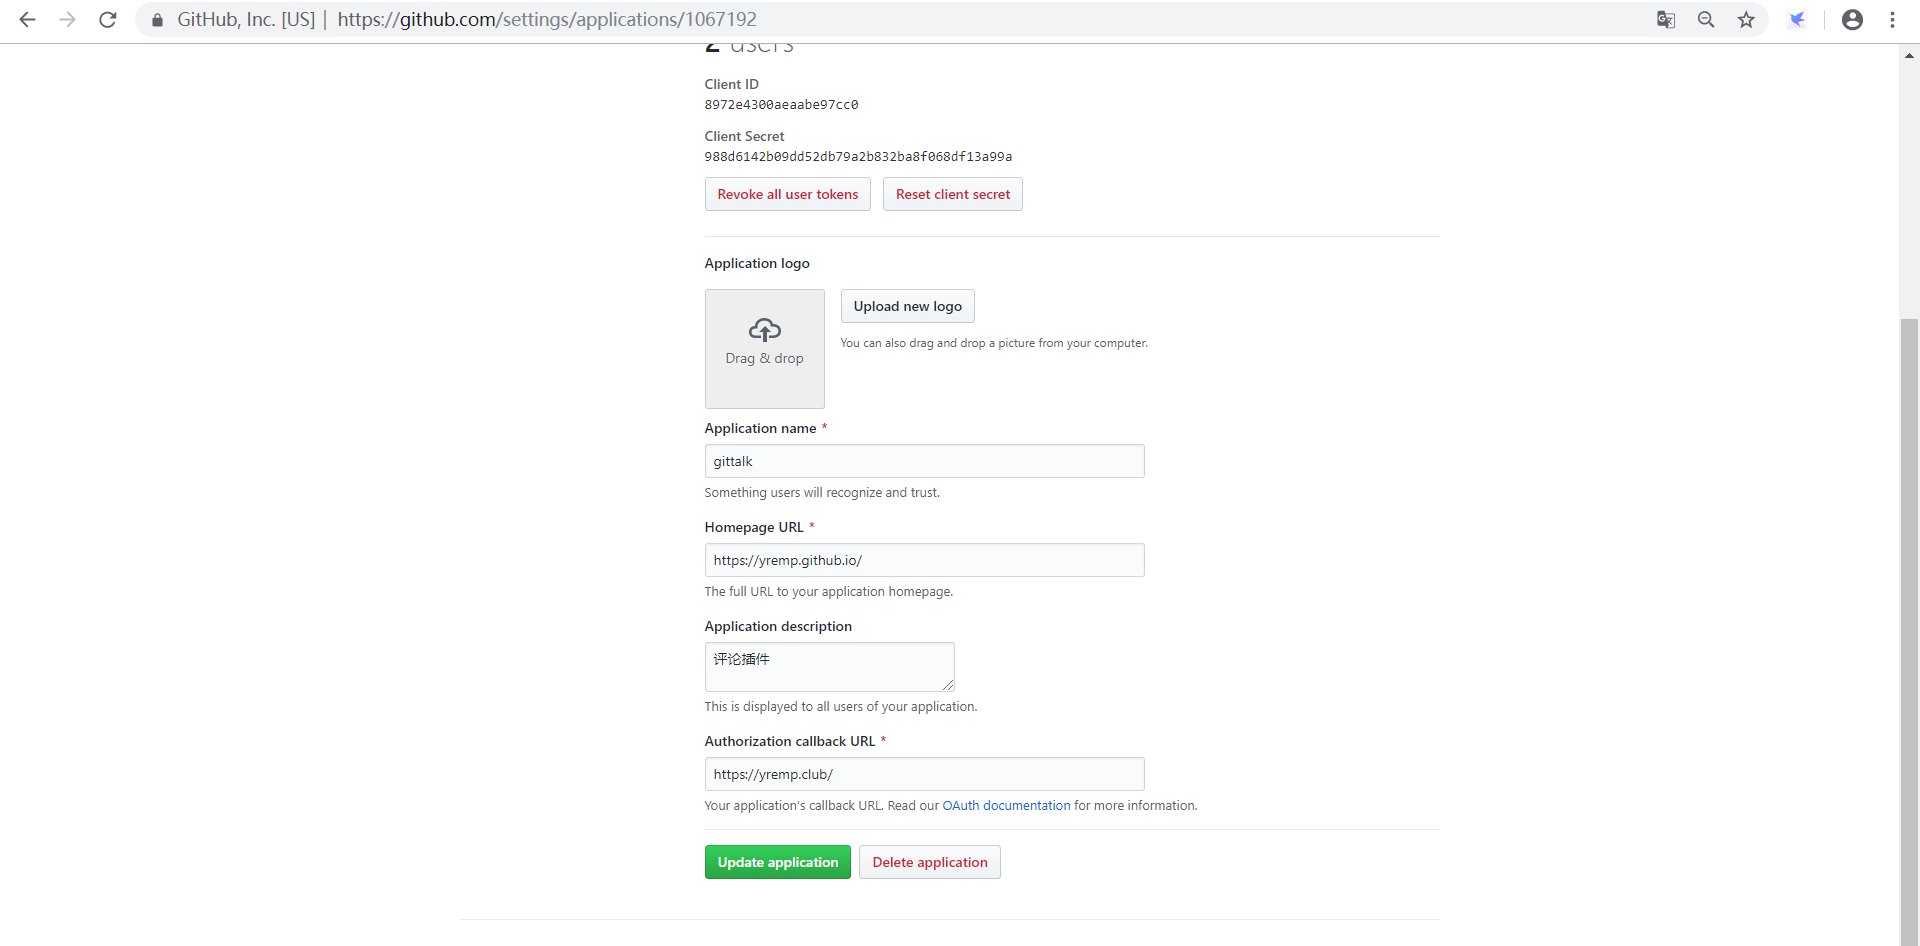 GitHub, Inc. [US] | https://github.com/settings/applications/1067192
2 users
Client ID
8972e4300aeaabe97cc0
Client Secret
988d6142b09dd52db79a2b832ba8f068df13a99a
Revoke all user tokens Reset client secret
Application logo
Upload new logo
You can also drag and drop a picture from your computer.
Drag & drop
Application name *
gittalk
Something users will recognize and trust.
Homepage URL *
https://yremp.github.io/
The full URL to your application homepage.
Application description
评论插件
This is displayed to all users of your application.
Authorization callback URL *
https://yremp.club/
Your application's callback URL. Read our OAuth documentation for more information.
Update application Delete application